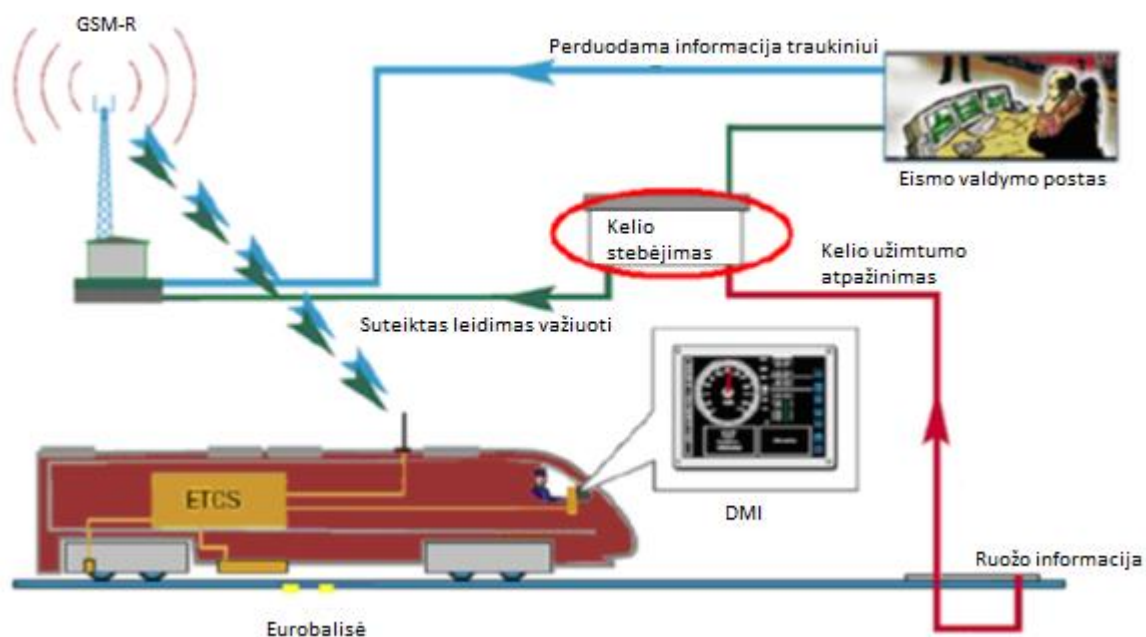 GSM-R
Perduodama informacija traukiniui
Eismo valdymo postas
Kelio
stebėjimas
Kelio užimtumo
atpažinimas
Suteiktas leidimas važiuoti
ETCS
DMI
Ruožo informacija
Eurobalisė